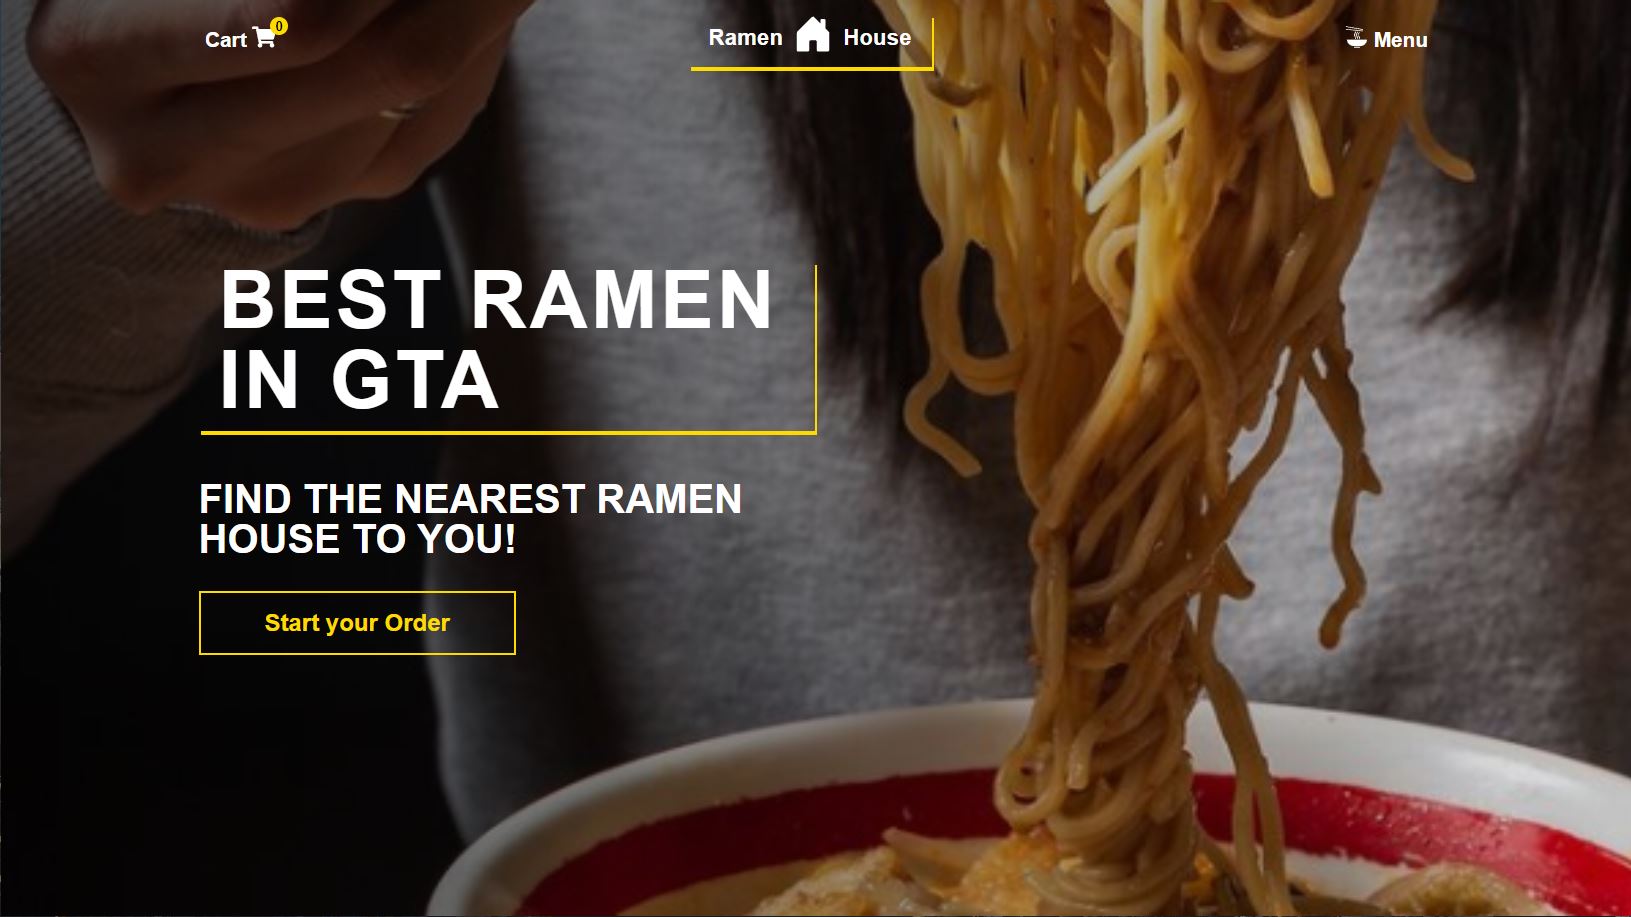 Cart 0
Ramen House
Menu
BEST RAMEN
IN GTA
FIND THE NEAREST RAMEN
HOUSE TO YOU!
Start your Order